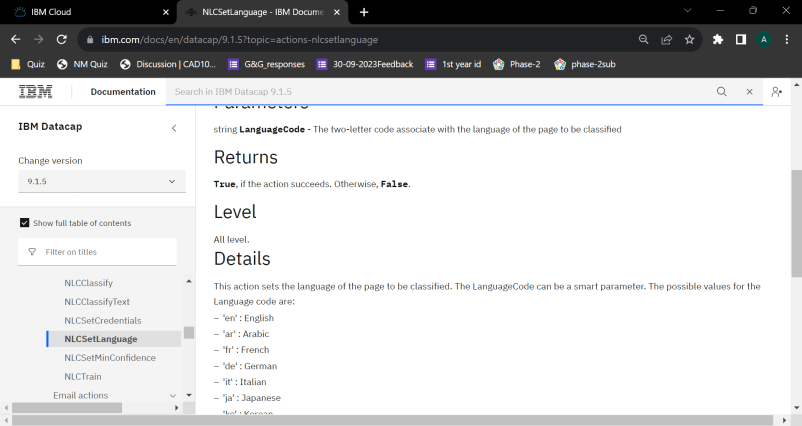 IBM Cloud
NLCSetLanguage - IBM Docume
ibm.com/docs/en/datacap/9.1.5?topic=actions-nlcsetlanguage
A
Quiz
NM Quiz
Discussion | CAD10...
G&G_responses
30-09-2023Feedback
1st year id
Phase-2
phase-2sub
IBM
Documentation
Search in IBM Datacap 9.1.5
IBM Datacap
Change version
9.1.5
Show full table of contents
Filter on titles
NLCClassify
NLCClassifyText
NLCSetCredentials
NLCSetLanguage
NLCSetMinConfidence
NLCTrain
Email actions
Parameters
string LanguageCode - The two-letter code associate with the language of the page to be classified
Returns
True, if the action succeeds. Otherwise, False.
Level
All level.
Details
This action sets the language of the page to be classified. The LanguageCode can be a smart parameter. The possible values for the
Language code are:
– 'en' : English
– 'ar' : Arabic
– 'fr' : French
– 'de' : German
– 'it' : Italian
– 'ja' : Japanese
– 'ko' : Korean